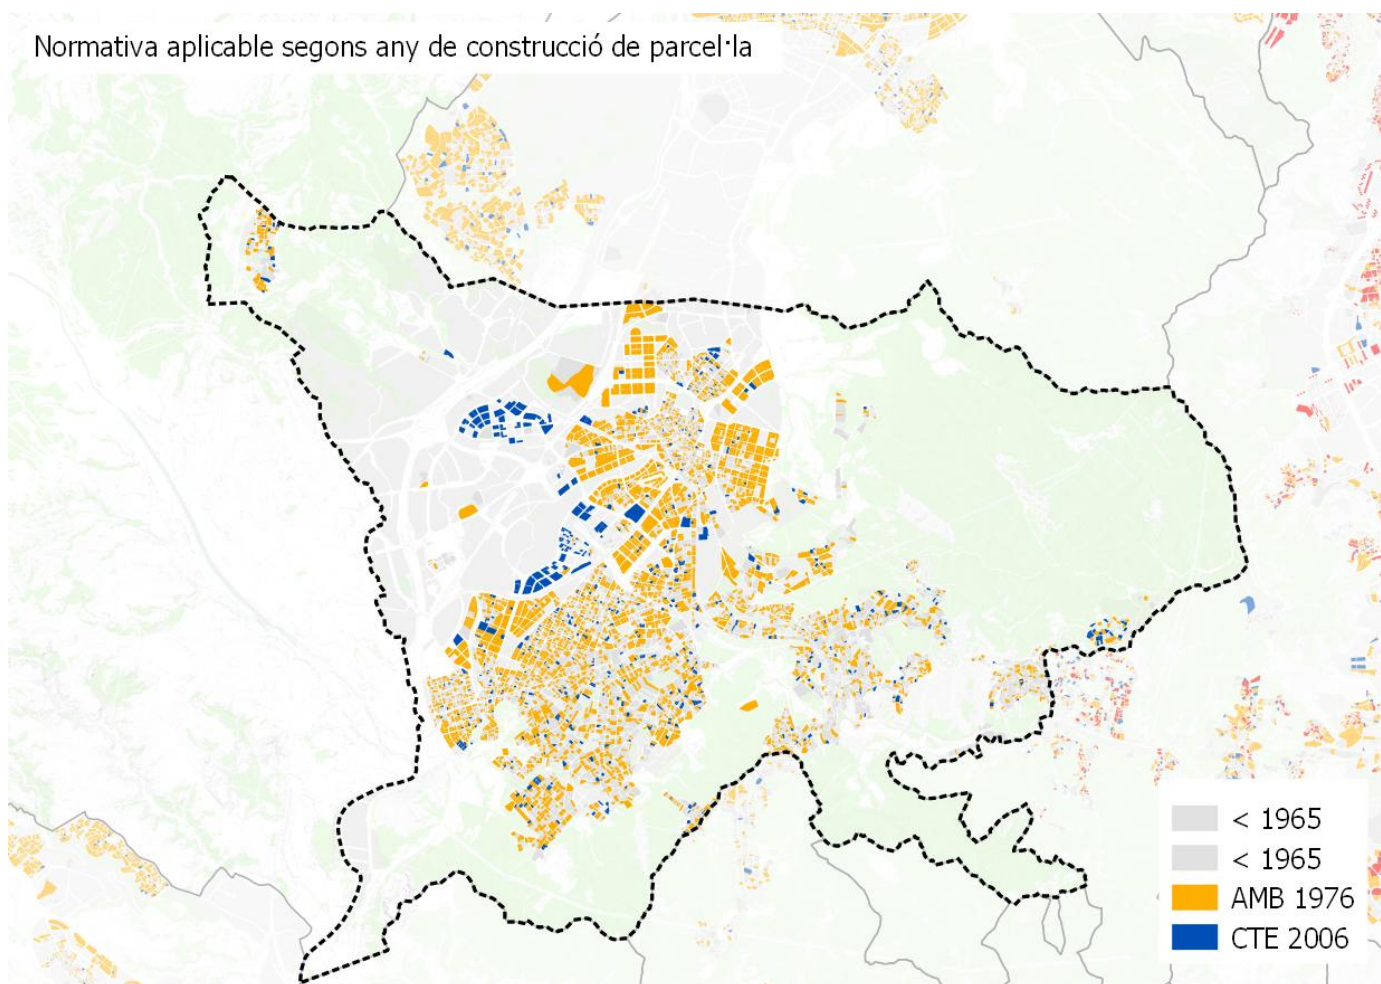 Normativa aplicable segons any de construcció de parcel·la
< 1965
< 1965
AMB 1976
CTE 2006